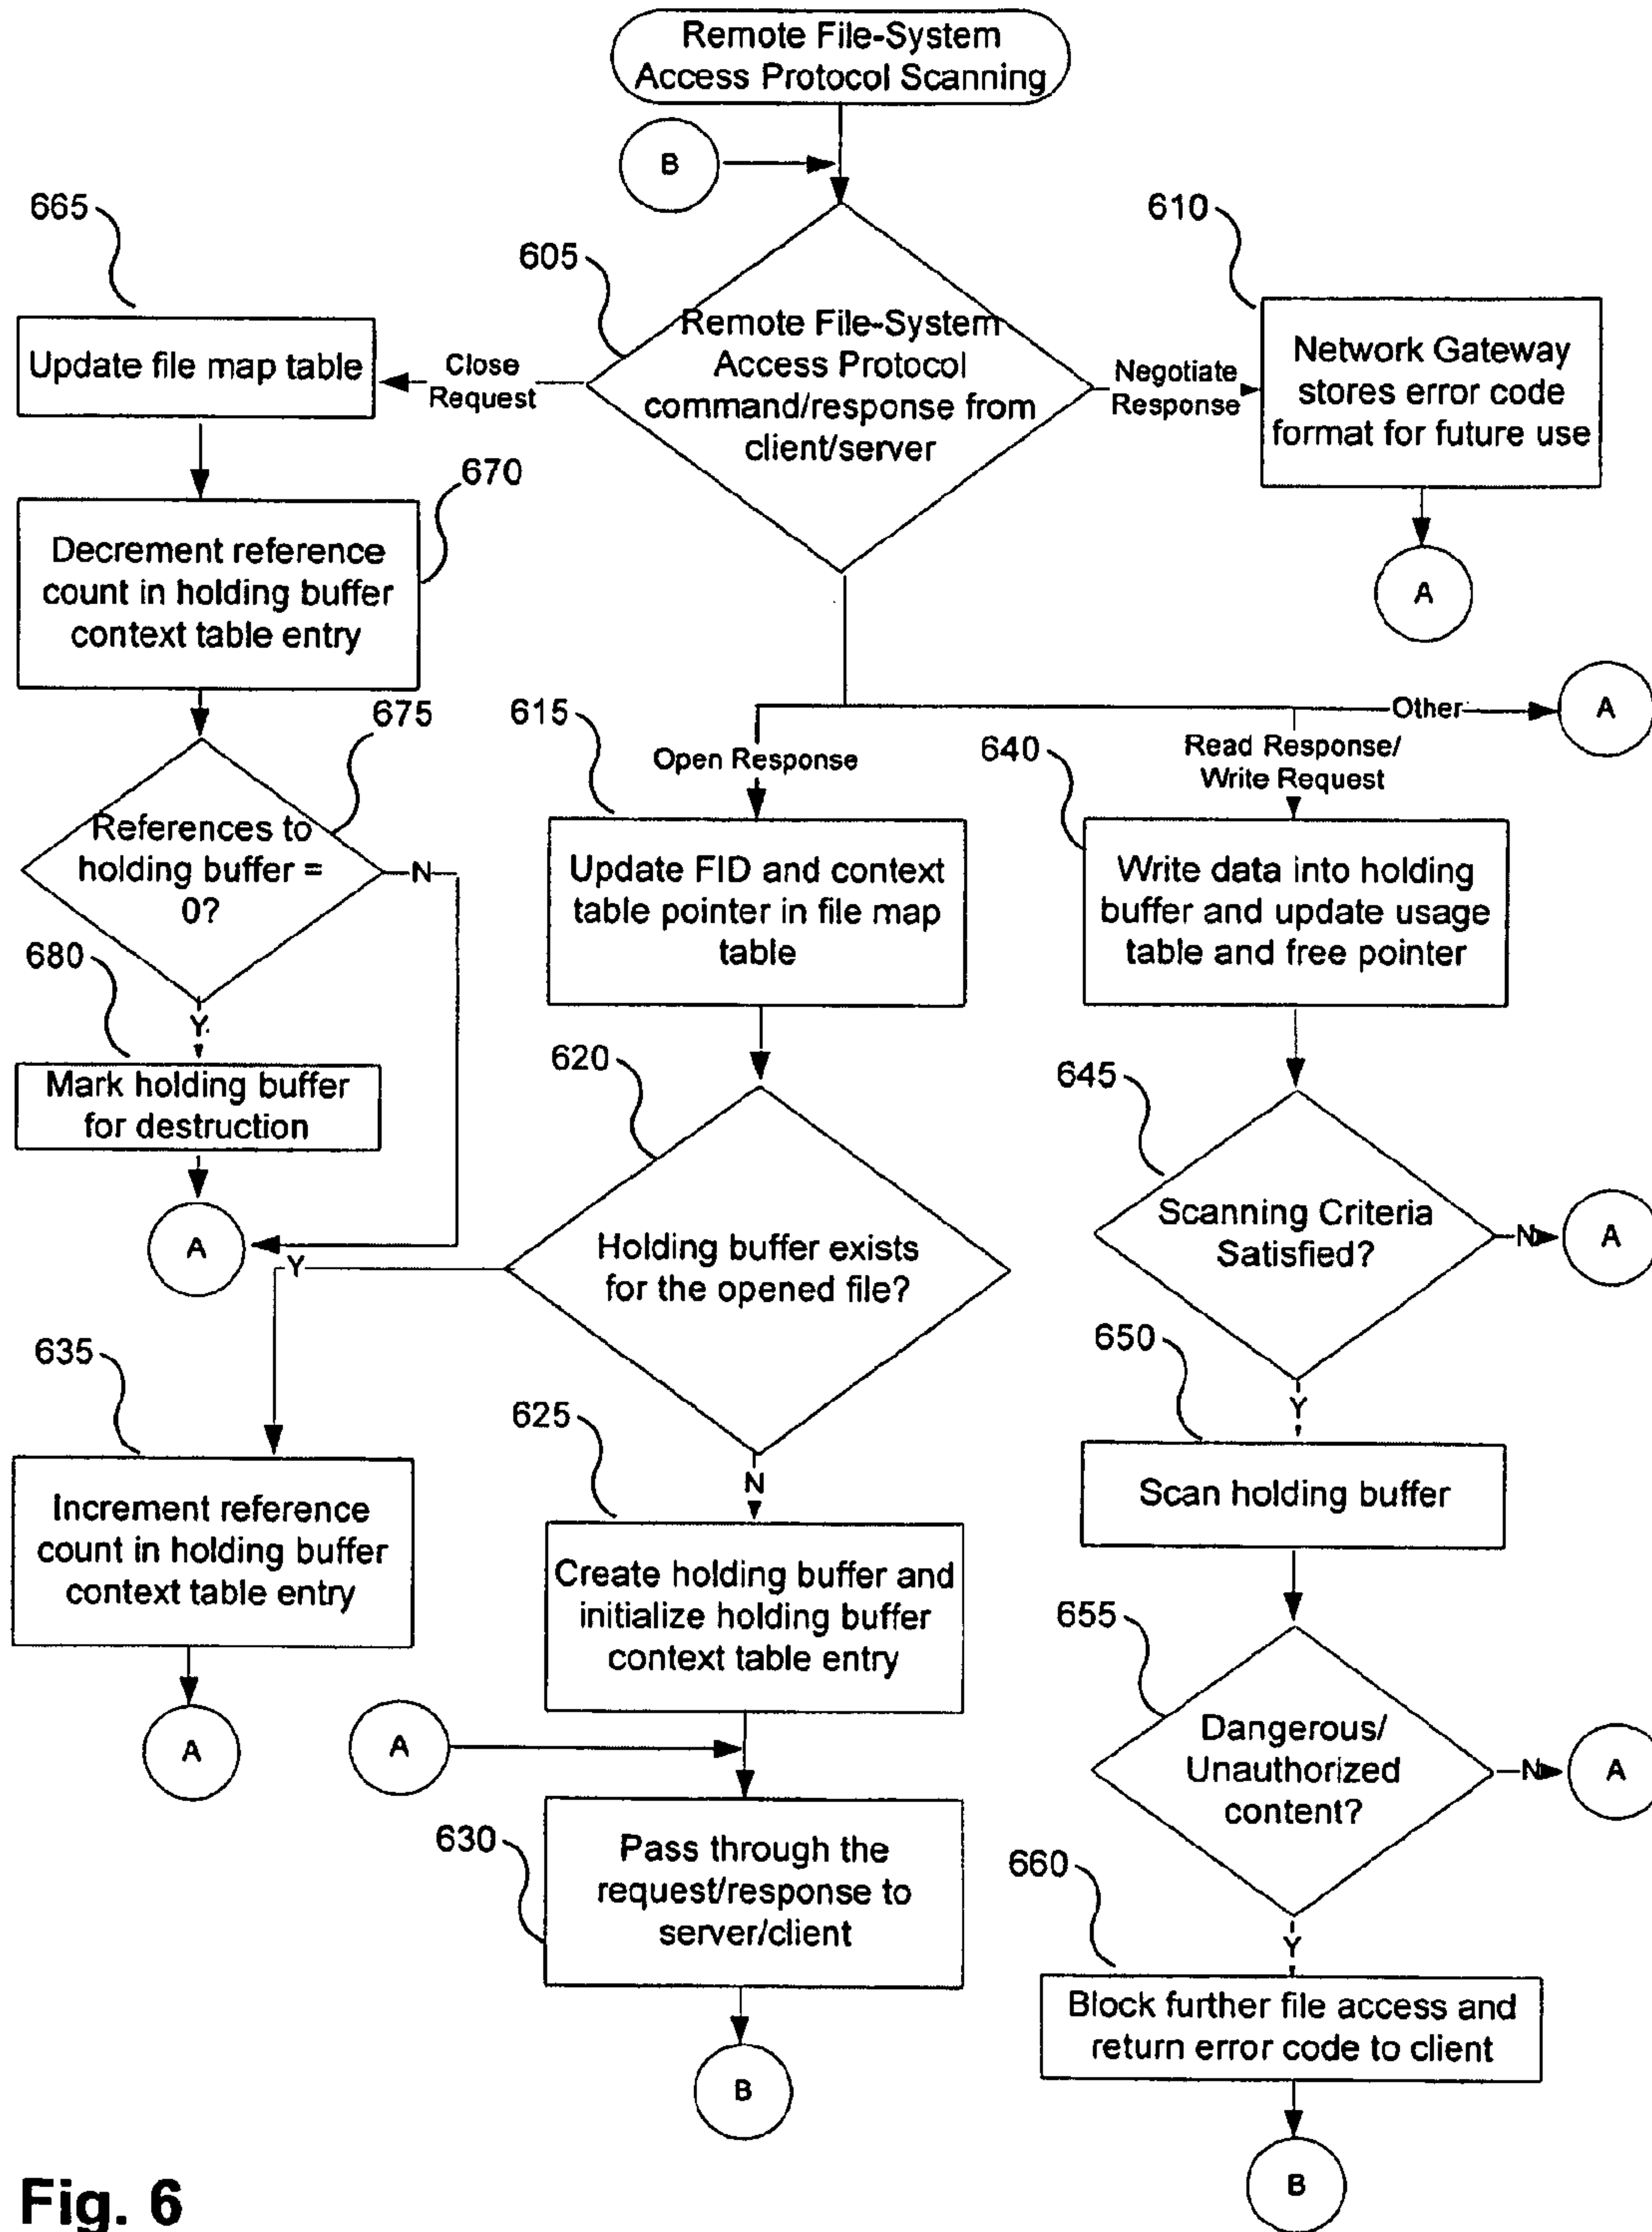 Remote File-System
Access Protocol Scanning
B
665
605
610
Remote File-System
Access Protocol
command/response from
client/server
Close
Request
Negotiate
Response
Update file map table
Network Gateway
stores error code
format for future use
A
670
Decrement reference
count in holding buffer
context table entry
675
References to
holding buffer =
0?
N
Y
680
Mark holding buffer
for destruction
A
Other
A
615
Open Response
640
Read Response/
Write Request
Update FID and context
table pointer in file map
table
Write data into holding
buffer and update usage
table and free pointer
620
Holding buffer exists
for the opened file?
Y
N
645
Scanning Criteria
Satisfied?
N
A
Y
635
Increment reference
count in holding buffer
context table entry
A
625
Create holding buffer and
initialize holding buffer
context table entry
A
630
Pass through the
request/response to
server/client
B
650
Scan holding buffer
655
Dangerous/
Unauthorized
content?
N
A
Y
660
Block further file access and
return error code to client
B
Fig. 6